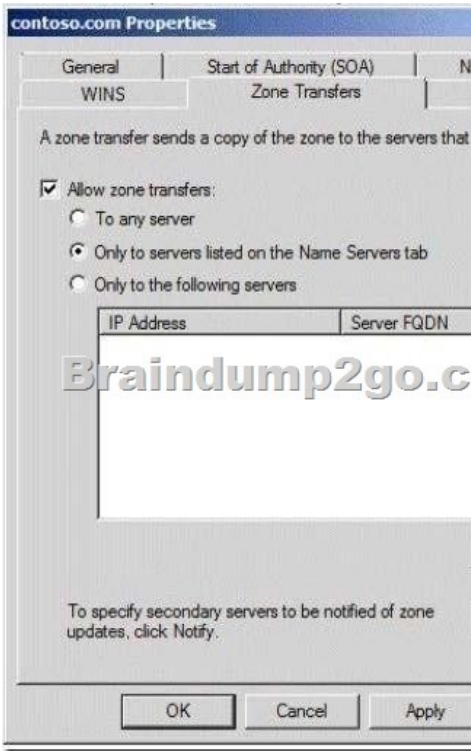 contoso.com Properties
General
Start of Authority (SOA)
N
WINS
Zone Transfers
A zone transfer sends a copy of the zone to the servers that
Allow zone transfers:
To any server
Only to servers listed on the Name Servers tab
Only to the following servers
IP Address
Server FQDN
Braindump2go.c
To specify secondary servers to be notified of zone
updates, click Notify.
OK
Cancel
Apply